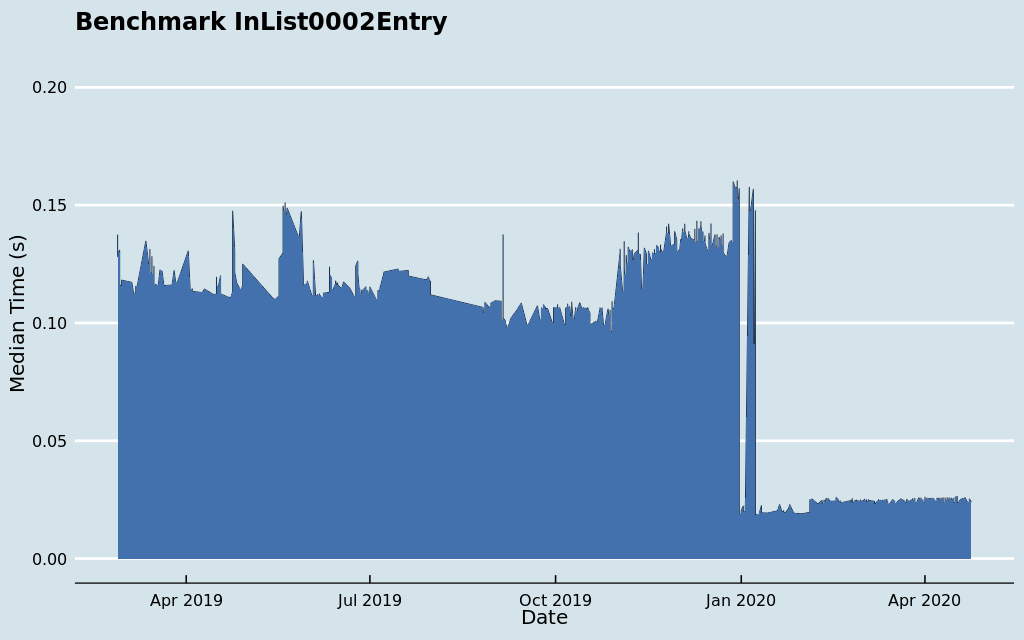 Benchmark InList0002Entry
0.20
0.15
0.10
0.05
0.00
Median Time (s)
Apr 2019
Jul 2019
Oct 2019
Jan 2020
Apr 2020
Date